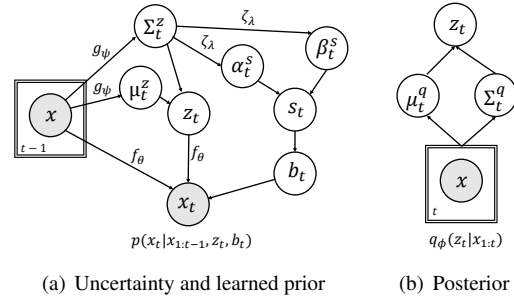 Σ_t^z
ζ_λ
g_ψ
ζ_λ
α_t^s
β_t^s
g_ψ
μ_t^z
x
z_t
s_t
t − 1
f_θ
f_θ
b_t
x_t
p(x_t|x_{1:t−1}, z_t, b_t)
(a) Uncertainty and learned prior
z_t
μ_t^q
Σ_t^q
x
t
q_ϕ(z_t|x_{1:t})
(b) Posterior